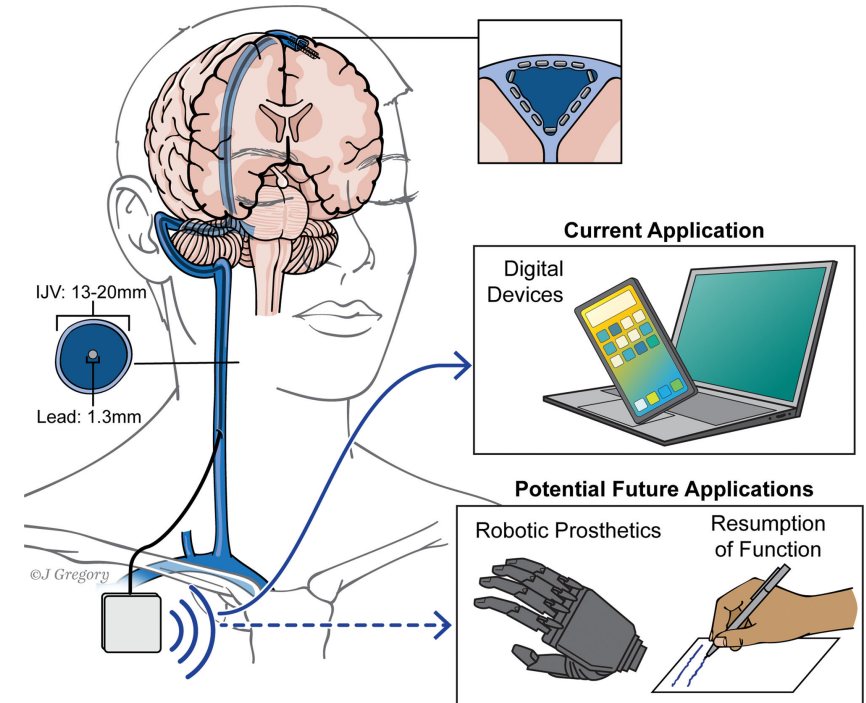 IJV: 13-20mm
Lead: 1.3mm
©J Gregory
Current Application
Digital
Devices
Potential Future Applications
Robotic Prosthetics
Resumption
of Function